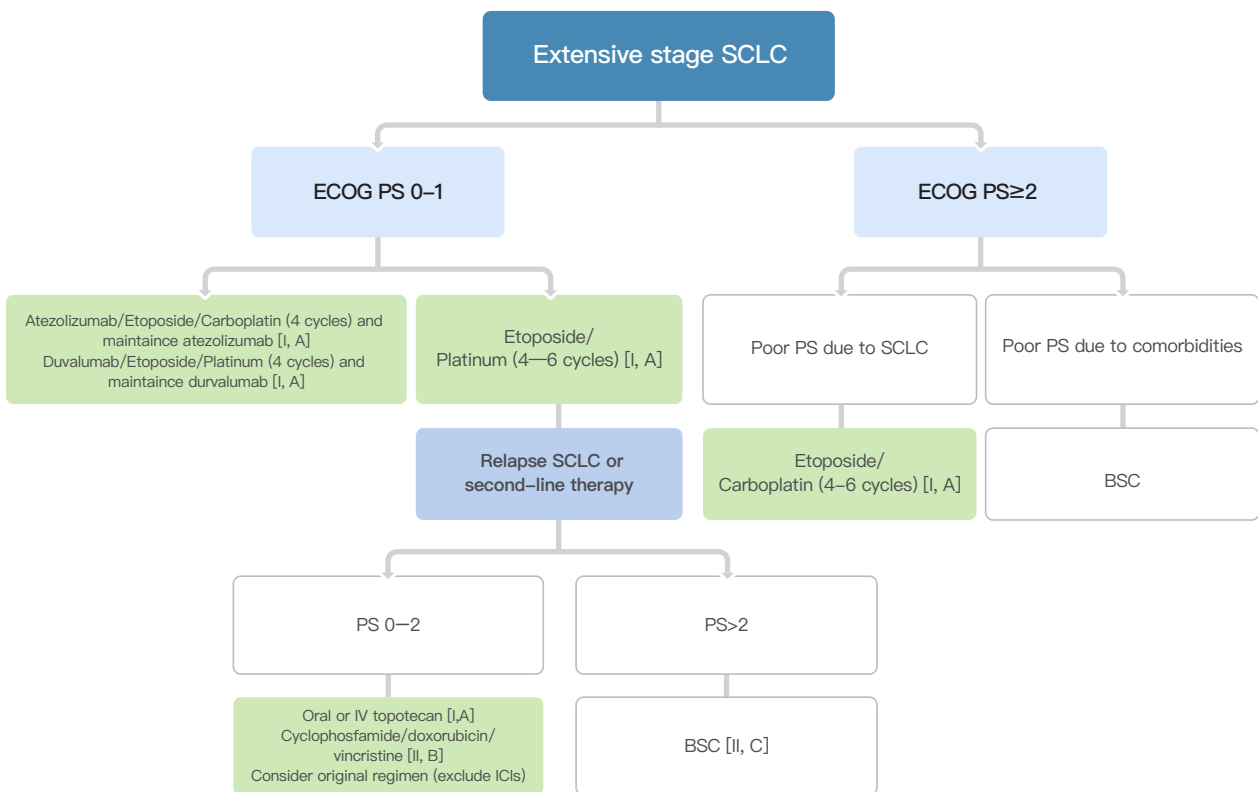 Extensive stage SCLC
ECOG PS 0–1
ECOG PS≥2
Atezolizumab/Etoposide/Carboplatin (4 cycles) and
maintaince atezolizumab [I, A]
Duvalumab/Etoposide/Platinum (4 cycles) and
maintaince durvalumab [I, A]
Etoposide/
Platinum (4—6 cycles) [I, A]
Poor PS due to SCLC
Poor PS due to comorbidities
Relapse SCLC or
second–line therapy
Etoposide/
Carboplatin (4–6 cycles) [I, A]
BSC
PS 0—2
PS>2
Oral or IV topotecan [I,A]
Cyclophosfamide/doxorubicin/
vincristine [II, B]
Consider original regimen (exclude ICIs)
BSC [II, C]